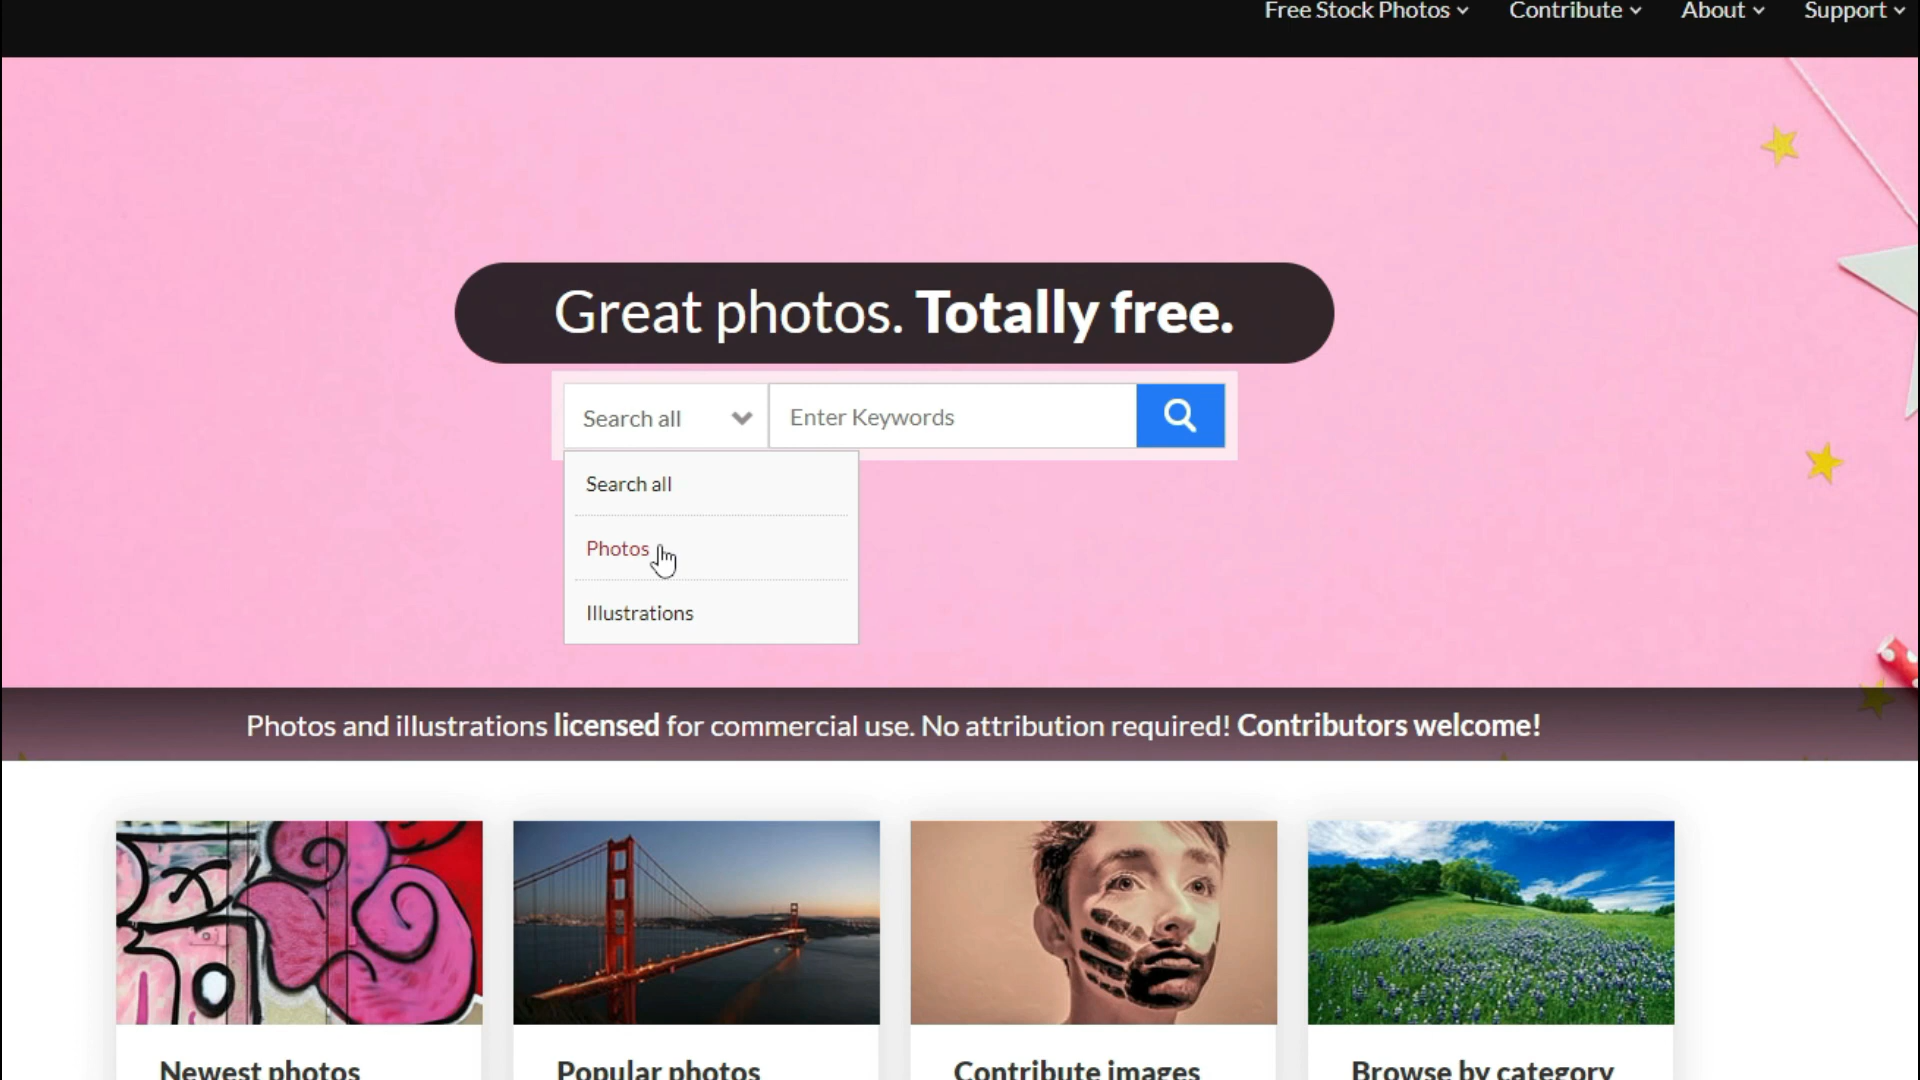 Free Stock Photos Contribute About Support
Great photos. Totally free.
Search all Enter Keywords
Search all
Photos
Illustrations
Photos and illustrations licensed for commercial use. No attribution required! Contributors welcome!
Newest photos Popular photos Contribute images Browse by category